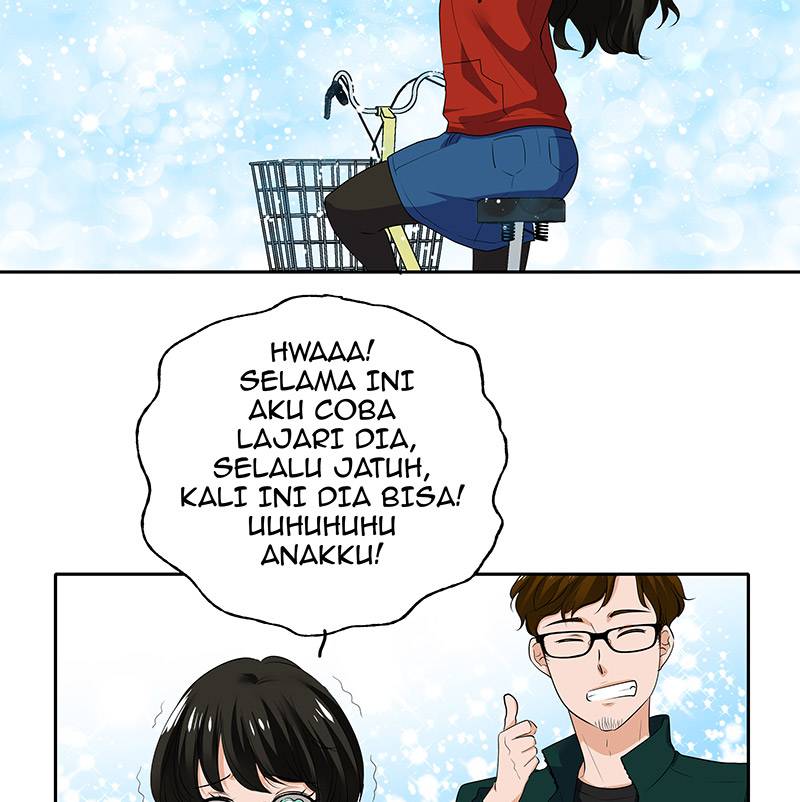 HWAAA!
SELAMA INI
AKU COBA
LAJARI DIA,
SELALU JATUH,
KALI INI DIA BISA!
UUHUHUHU
ANAKKU!